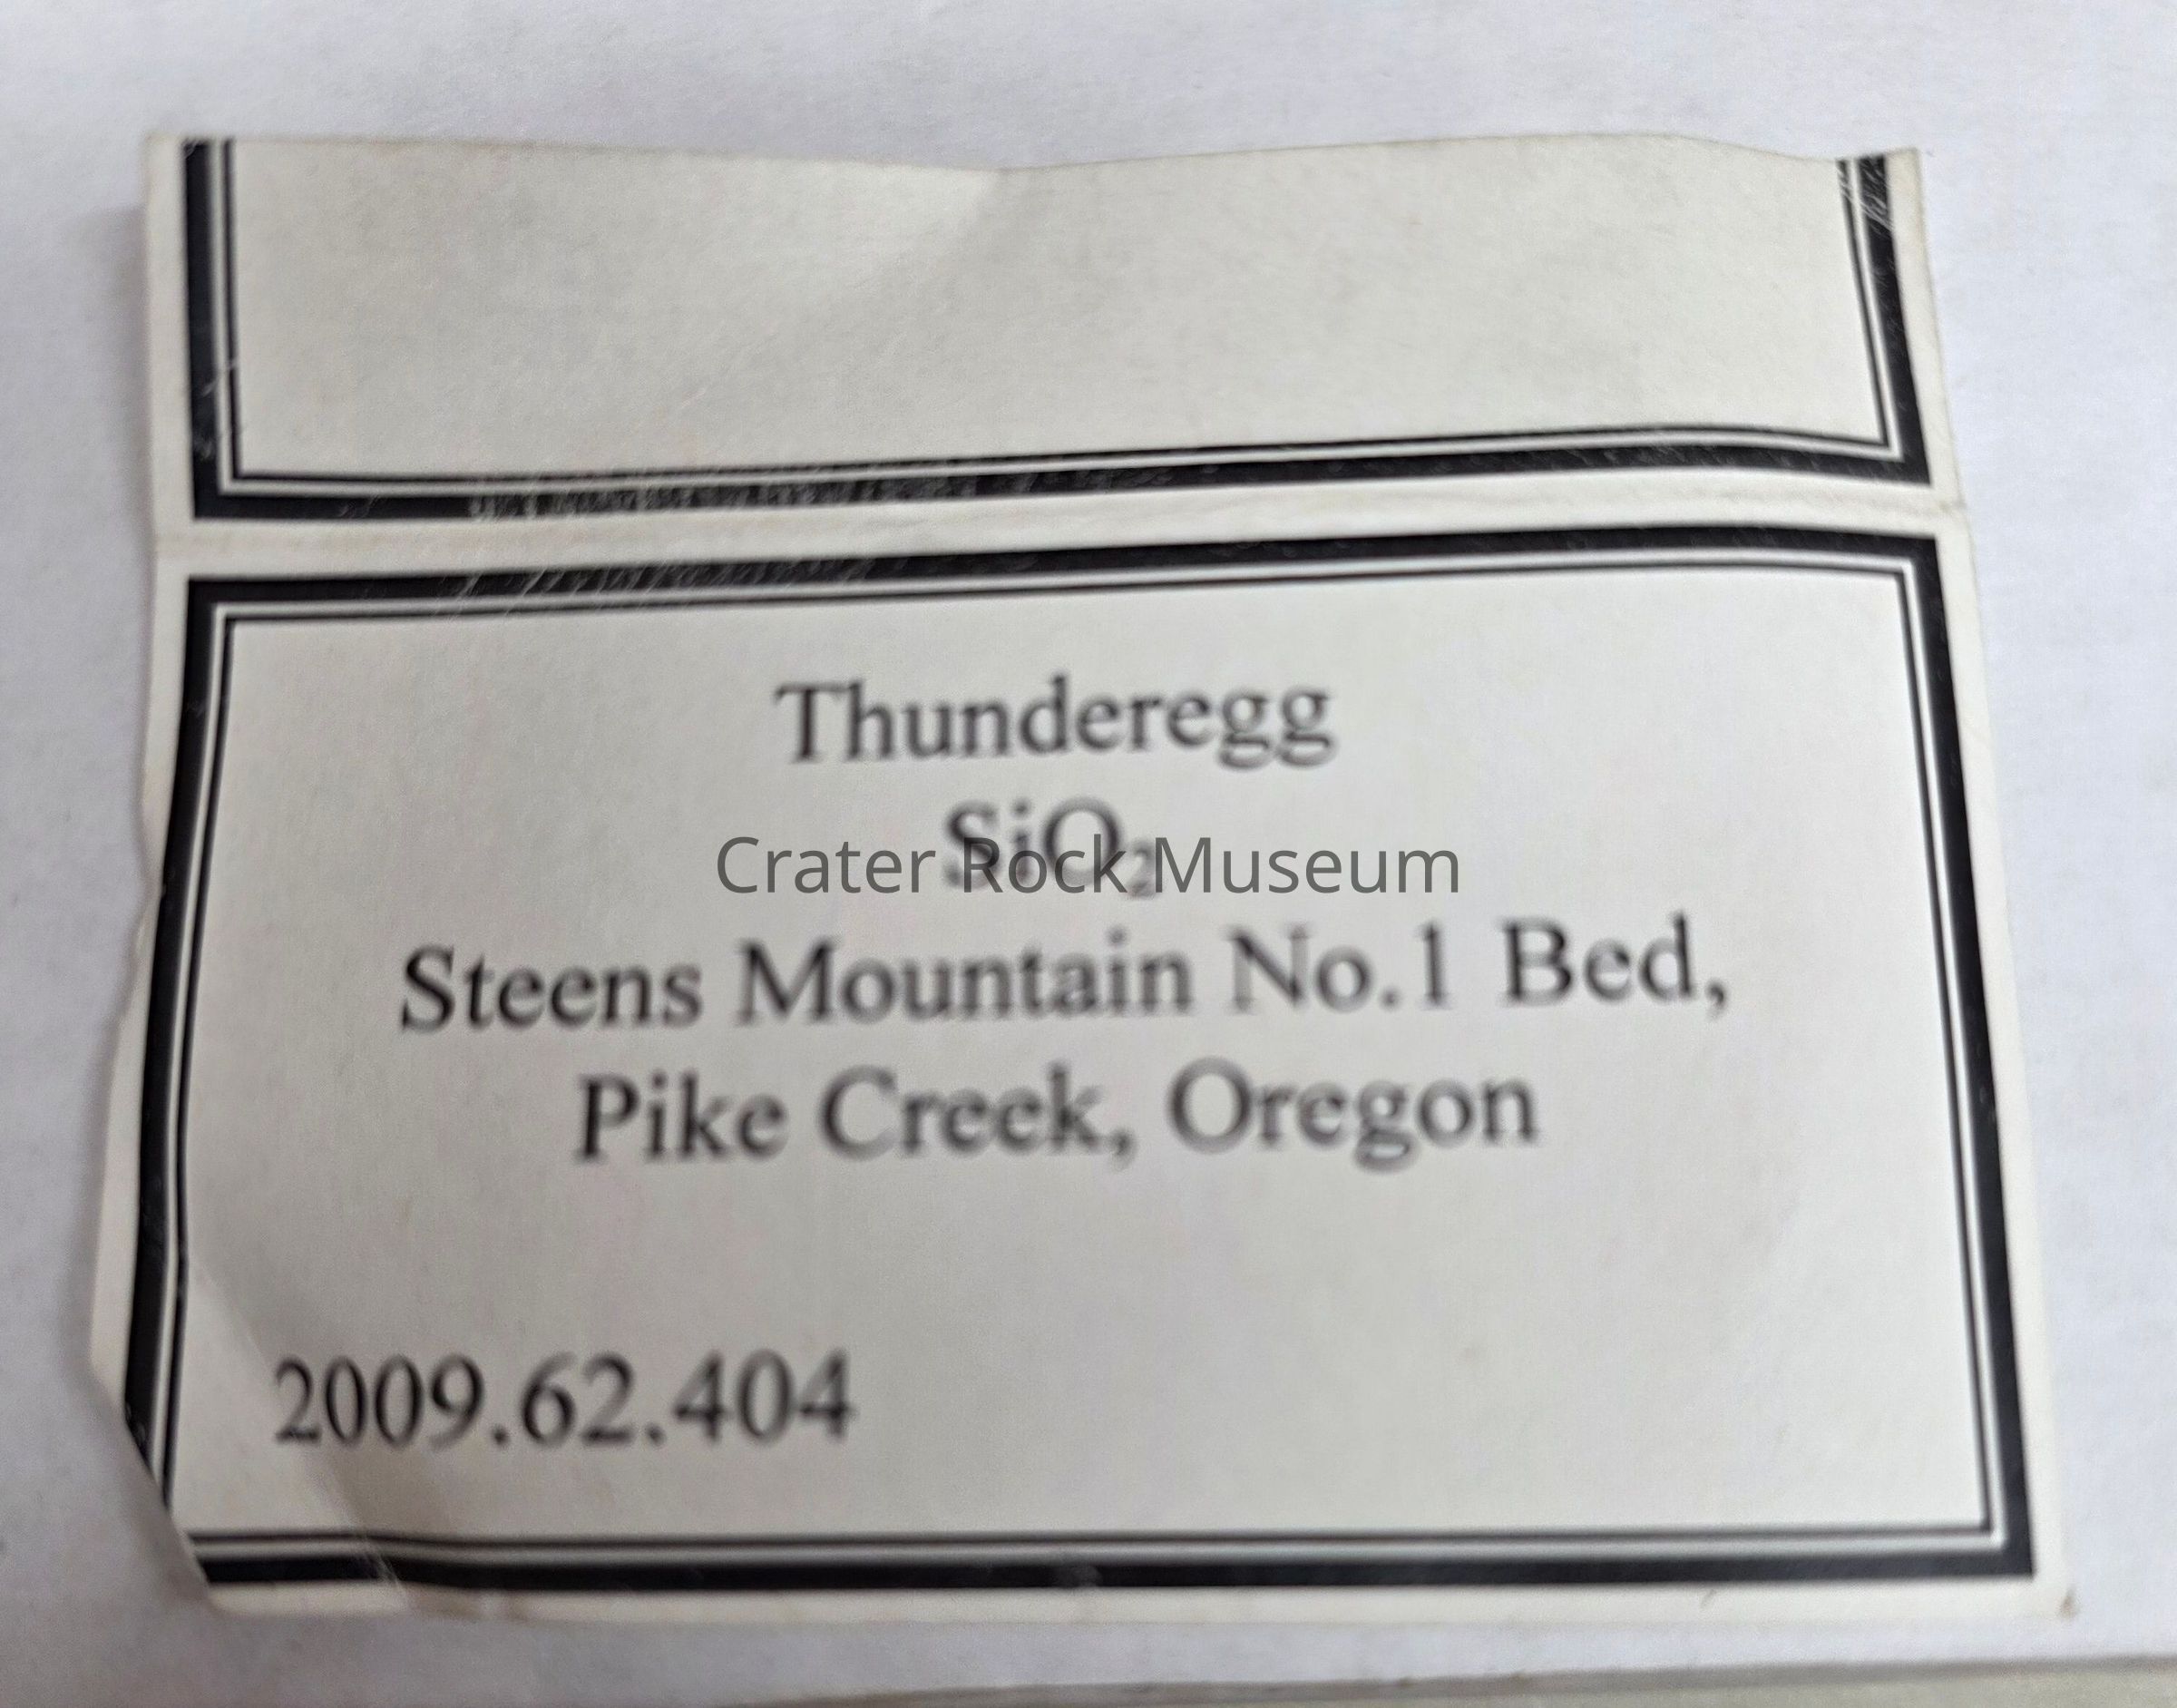 Thunderegg
SiO₂
Crater Rock Museum
Steens Mountain No.1 Bed,
Pike Creek, Oregon
2009.62.404